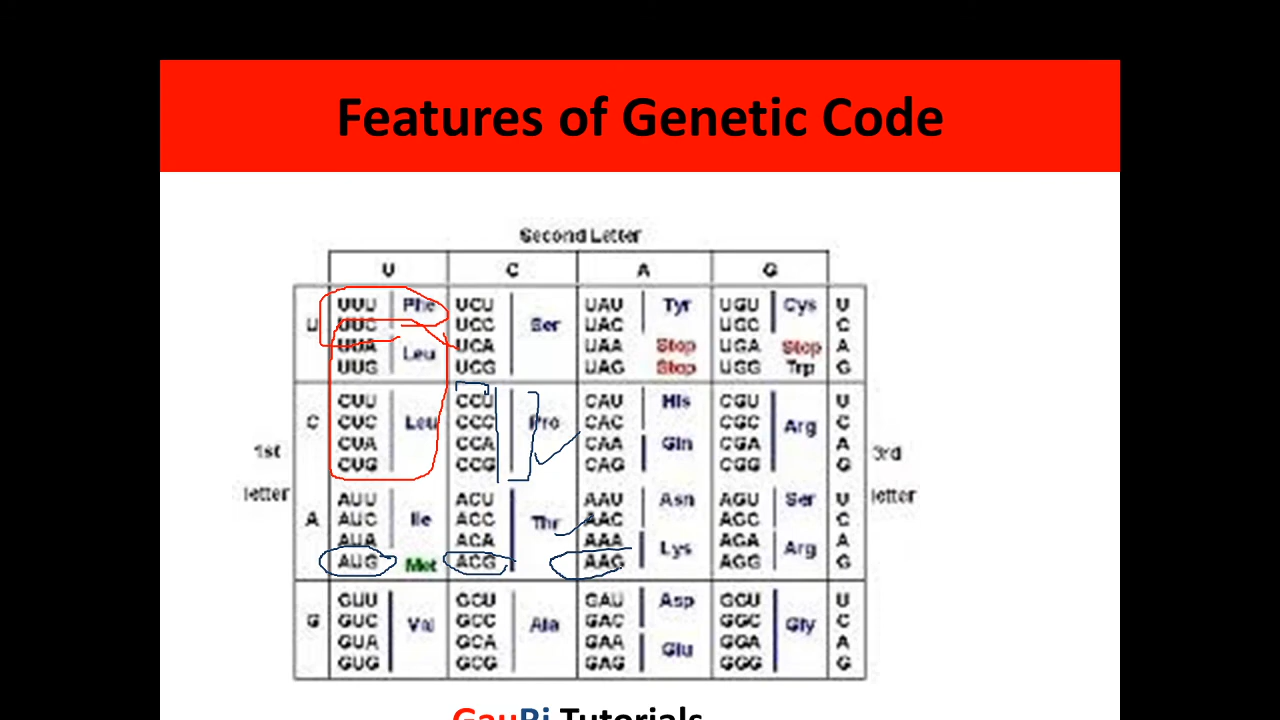 Features of Genetic Code
Second Letter
U C A G
UUU Phe UCU Ser UAU Tyr UGU Cys U
U UUC UCC UAC UGC C
UUA Leu UCA UAA Stop UGA Stop A
UUG UCG UAG Stop UGG Trp G
C CUU Leu CCU Pro CAU His CGU Arg U
CUC CCC CAC CGC C
CUA CCA CAA Gln CGA A
CUG CCG CAG CGG G
1st letter
3rd letter
A AUU Ile ACU Thr AAU Asn AGU Ser U
AUC ACC AAC AGC C
AUA ACA AAA Lys AGA Arg A
AUG Met ACG AAG AGG G
G GUU Val GCU Ala GAU Asp GGU Gly U
GUC GCC GAC GGC C
GUA GCA GAA Glu GGA A
GUG GCG GAG GGG G
GauRi Tutorials